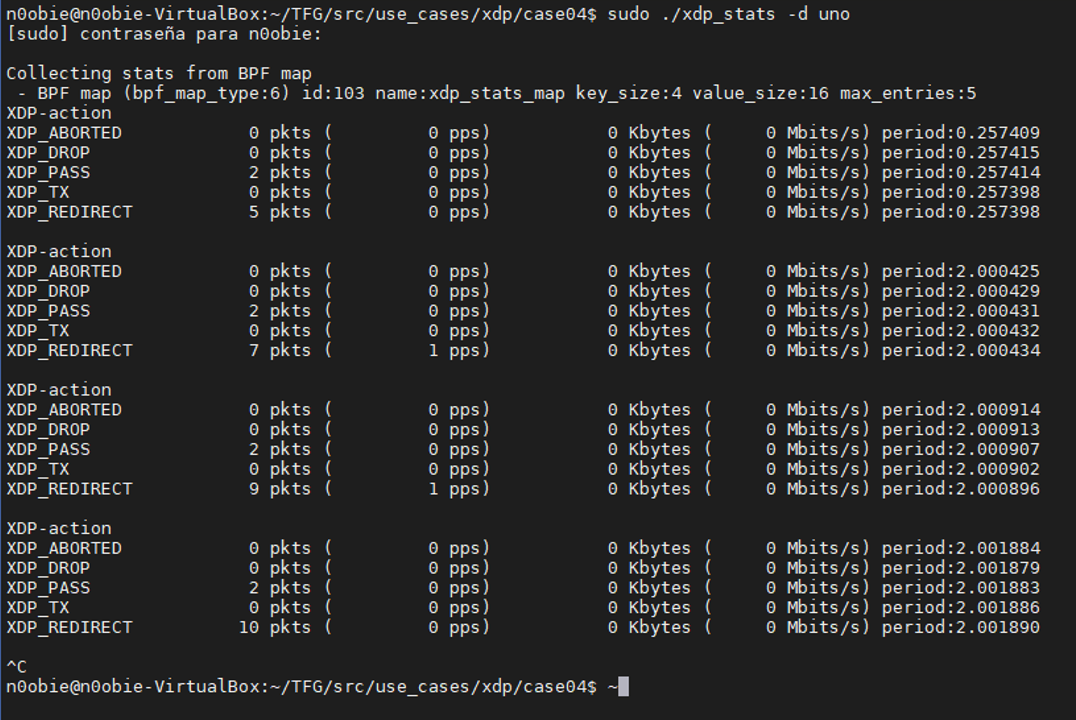 n0obie@n0obie-VirtualBox:~/TFG/src/use_cases/xdp/case04$ sudo ./xdp_stats -d uno
[sudo] contraseña para n0obie:

Collecting stats from BPF map
 - BPF map (bpf_map_type:6) id:103 name:xdp_stats_map key_size:4 value_size:16 max_entries:5
XDP-action
XDP_ABORTED            0 pkts (         0 pps)           0 Kbytes (     0 Mbits/s) period:0.257409
XDP_DROP               0 pkts (         0 pps)           0 Kbytes (     0 Mbits/s) period:0.257415
XDP_PASS               2 pkts (         0 pps)           0 Kbytes (     0 Mbits/s) period:0.257414
XDP_TX                 0 pkts (         0 pps)           0 Kbytes (     0 Mbits/s) period:0.257398
XDP_REDIRECT           5 pkts (         0 pps)           0 Kbytes (     0 Mbits/s) period:0.257398

XDP-action
XDP_ABORTED            0 pkts (         0 pps)           0 Kbytes (     0 Mbits/s) period:2.000425
XDP_DROP               0 pkts (         0 pps)           0 Kbytes (     0 Mbits/s) period:2.000429
XDP_PASS               2 pkts (         0 pps)           0 Kbytes (     0 Mbits/s) period:2.000431
XDP_TX                 0 pkts (         0 pps)           0 Kbytes (     0 Mbits/s) period:2.000432
XDP_REDIRECT           7 pkts (         1 pps)           0 Kbytes (     0 Mbits/s) period:2.000434

XDP-action
XDP_ABORTED            0 pkts (         0 pps)           0 Kbytes (     0 Mbits/s) period:2.000914
XDP_DROP               0 pkts (         0 pps)           0 Kbytes (     0 Mbits/s) period:2.000913
XDP_PASS               2 pkts (         0 pps)           0 Kbytes (     0 Mbits/s) period:2.000907
XDP_TX                 0 pkts (         0 pps)           0 Kbytes (     0 Mbits/s) period:2.000902
XDP_REDIRECT           9 pkts (         1 pps)           0 Kbytes (     0 Mbits/s) period:2.000896

XDP-action
XDP_ABORTED            0 pkts (         0 pps)           0 Kbytes (     0 Mbits/s) period:2.001884
XDP_DROP               0 pkts (         0 pps)           0 Kbytes (     0 Mbits/s) period:2.001879
XDP_PASS               2 pkts (         0 pps)           0 Kbytes (     0 Mbits/s) period:2.001883
XDP_TX                 0 pkts (         0 pps)           0 Kbytes (     0 Mbits/s) period:2.001886
XDP_REDIRECT          10 pkts (         0 pps)           0 Kbytes (     0 Mbits/s) period:2.001890

^C
n0obie@n0obie-VirtualBox:~/TFG/src/use_cases/xdp/case04$ ~